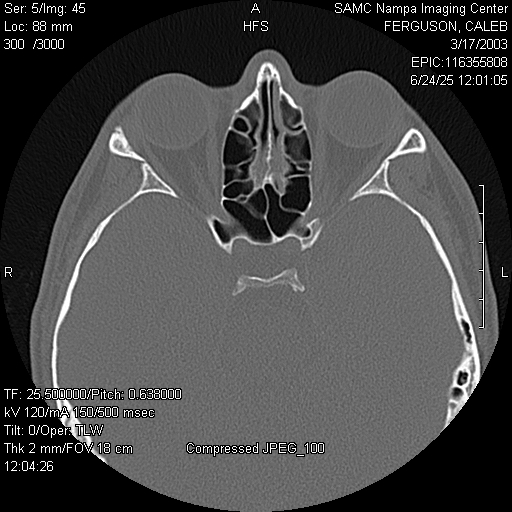 Ser: 5/Img: 45
Loc: 88 mm
300 /3000
A
HFS
SAMC Nampa Imaging Center
FERGUSON, CALEB
3/17/2003
EPIC:116355808
6/24/25 12:01:05
R
L
TF: 25.500000/Pitch: 0.638000
kV 120/mA 150/500 msec
Tilt: 0/Oper: TLW
Thk 2 mm/FOV 18 cm
12:04:26
Compressed JPEG_100